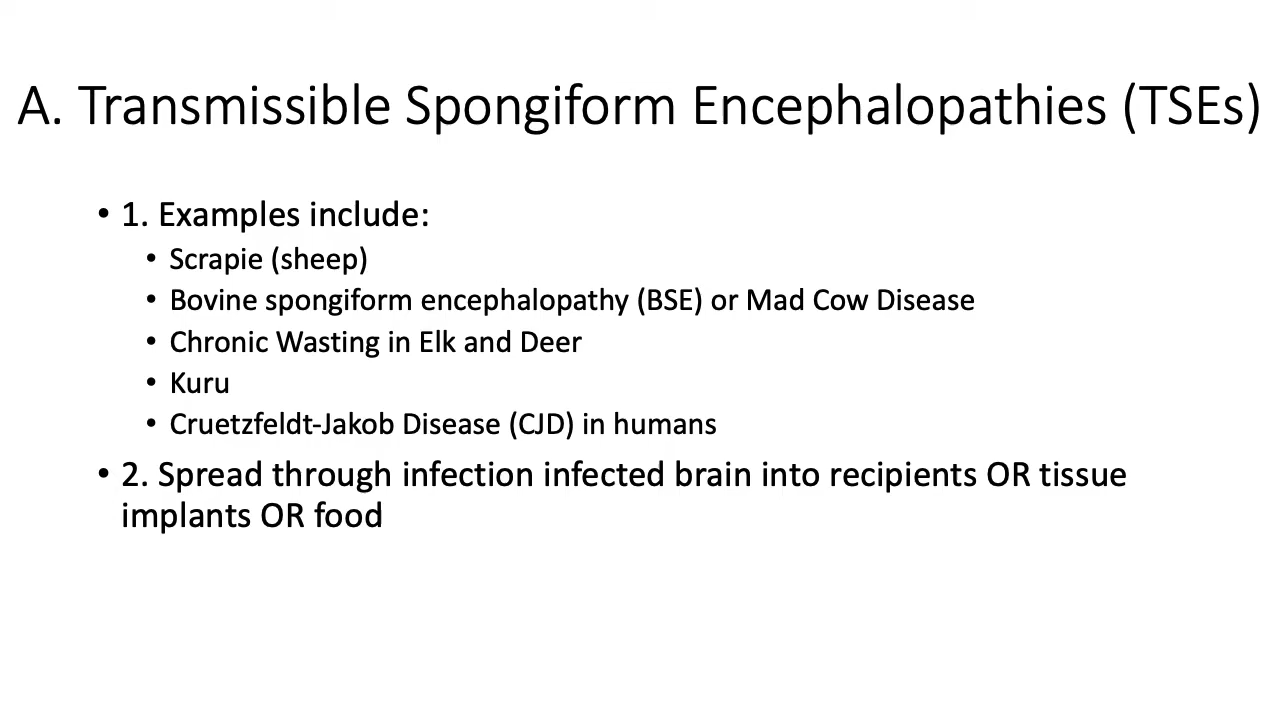 A. Transmissible Spongiform Encephalopathies (TSEs)
• 1. Examples include:
• Scrapie (sheep)
• Bovine spongiform encephalopathy (BSE) or Mad Cow Disease
• Chronic Wasting in Elk and Deer
• Kuru
• Cruetzfeldt-Jakob Disease (CJD) in humans
• 2. Spread through infection infected brain into recipients OR tissue
implants OR food